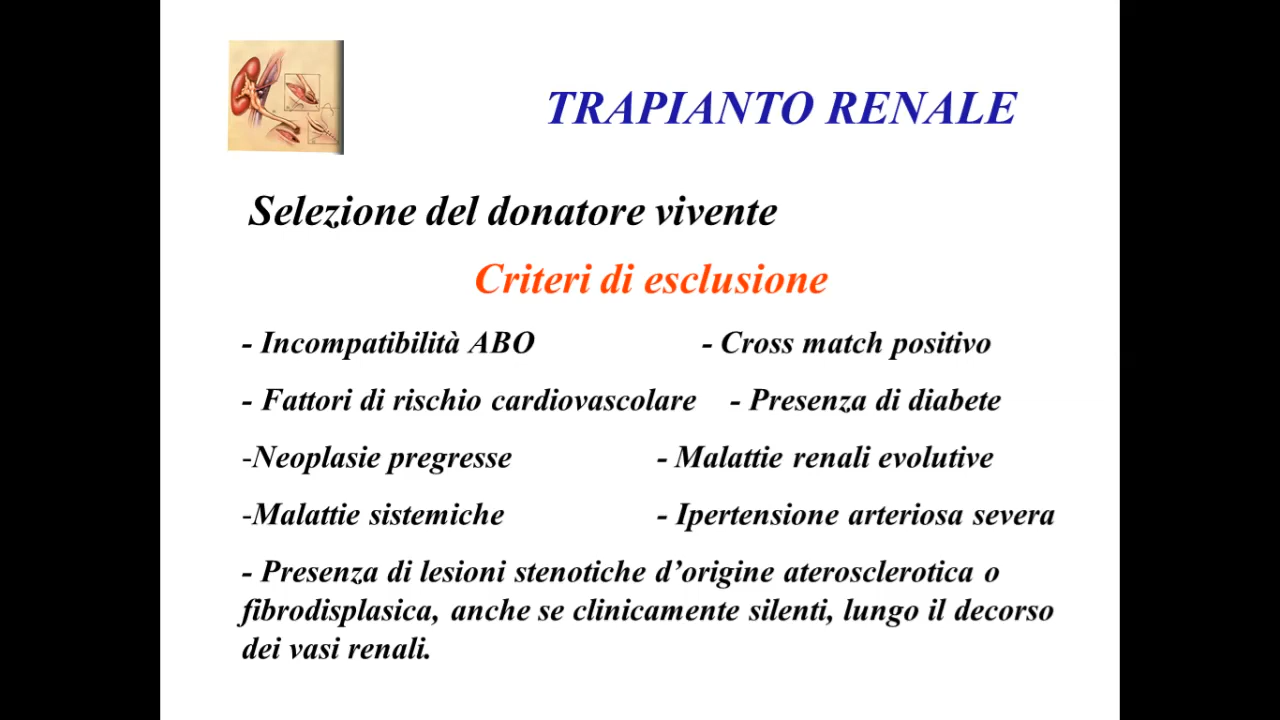 TRAPIANTO RENALE
Selezione del donatore vivente
Criteri di esclusione
- Incompatibilità ABO - Cross match positivo
- Fattori di rischio cardiovascolare - Presenza di diabete
-Neoplasie pregresse - Malattie renali evolutive
-Malattie sistemiche - Ipertensione arteriosa severa
- Presenza di lesioni stenotiche d’origine aterosclerotica o
fibrodisplasica, anche se clinicamente silenti, lungo il decorso
dei vasi renali.